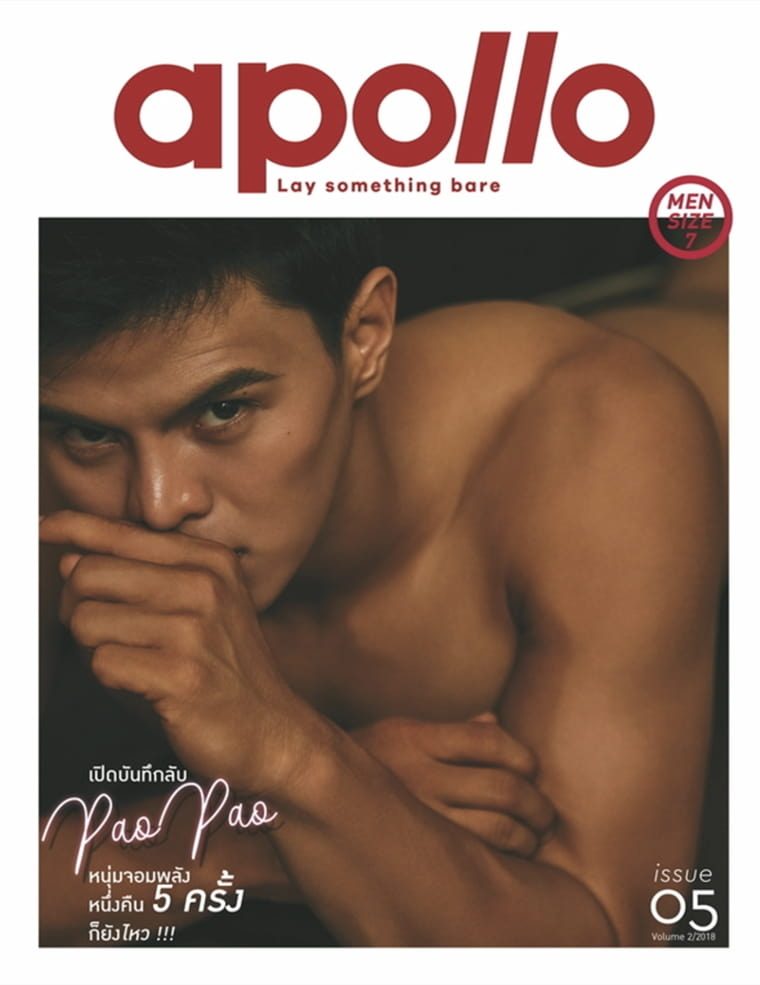 apollo
Lay something bare
MEN
SIZE
7
เปิดบันทึกลับ
Pao Pao
หนุ่มจอมพลัง
หนึ่งคืน 5 ครั้ง
ก็ยังไหว !!!
issue
05
Volume 2/2018